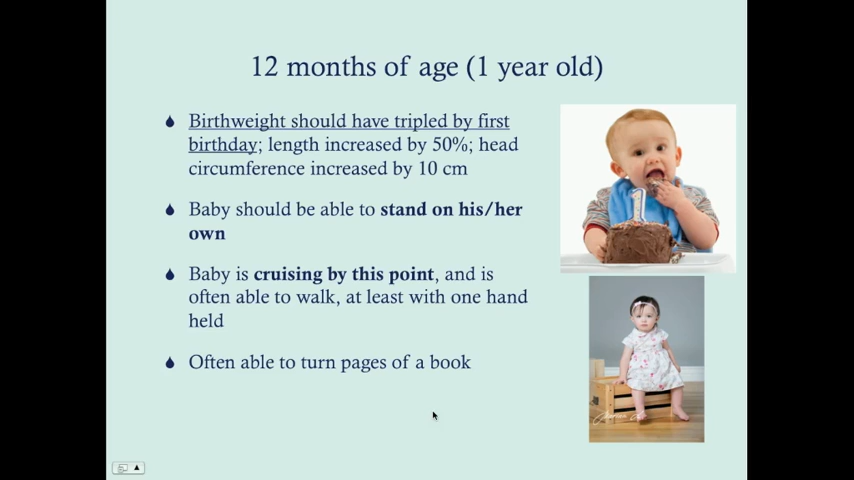 12 months of age (1 year old)
Birthweight should have tripled by first
birthday; length increased by 50%; head
circumference increased by 10 cm
Baby should be able to stand on his/her
own
Baby is cruising by this point, and is
often able to walk, at least with one hand
held
Often able to turn pages of a book
1